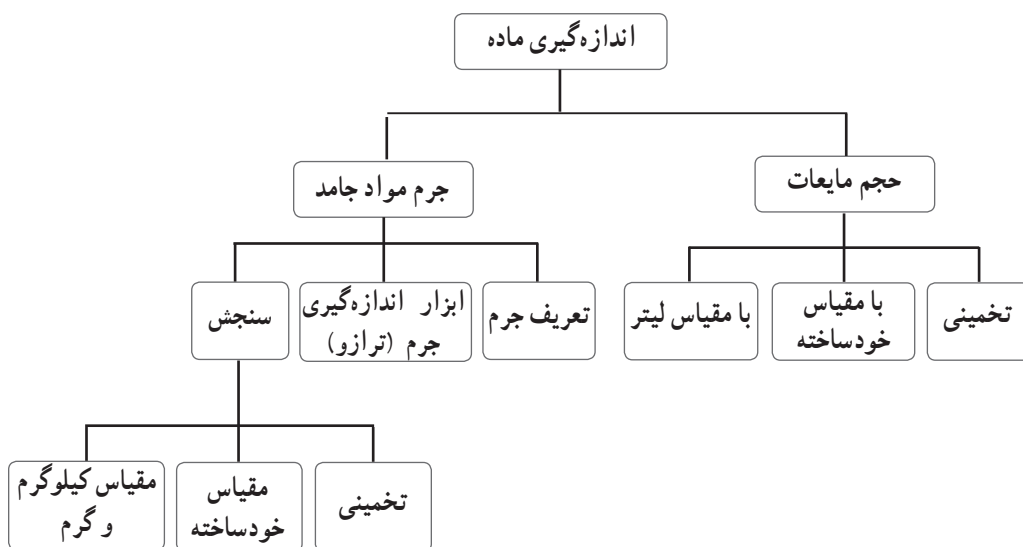 اندازه‌گیری ماده
حجم مایعات
جرم مواد جامد
تخمینی
با مقیاس
خودساخته
با مقیاس لیتر
تعریف جرم
ابزار اندازه‌گیری
جرم (ترازو)
سنجش
تخمینی
مقیاس
خودساخته
مقیاس کیلوگرم
و گرم